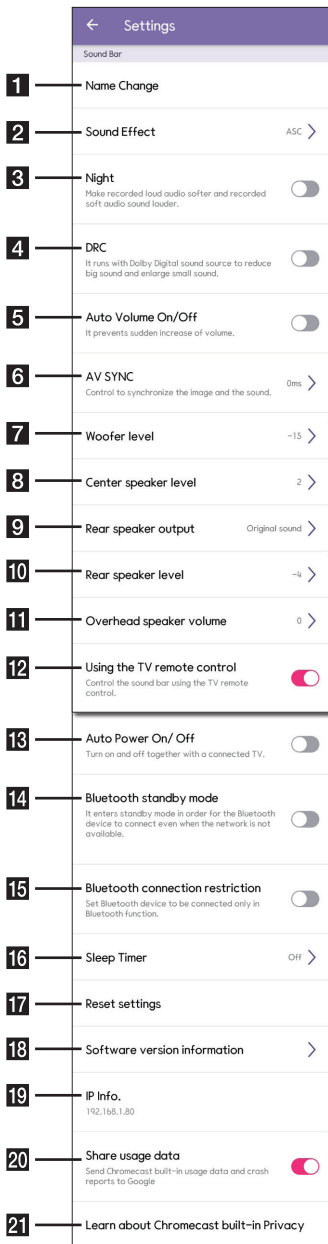 ← Settings
Sound Bar
1 Name Change
2 Sound Effect ASC >
3 Night
Make recorded loud audio softer and recorded
soft audio sound louder.
4 DRC
It runs with Dolby Digital sound source to reduce
big sound and enlarge small sound.
5 Auto Volume On/Off
It prevents sudden increase of volume.
6 AV SYNC 0ms >
Control to synchronize the image and the sound.
7 Woofer level -15 >
8 Center speaker level 2 >
9 Rear speaker output Original sound >
10 Rear speaker level -4 >
11 Overhead speaker volume 0 >
12 Using the TV remote control
Control the sound bar using the TV remote
control.
13 Auto Power On/ Off
Turn on and off together with a connected TV.
14 Bluetooth standby mode
It enters standby mode in order for the Bluetooth
device to connect even when the network is not
available.
15 Bluetooth connection restriction
Set Bluetooth device to be connected only in
Bluetooth function.
16 Sleep Timer Off >
17 Reset settings
18 Software version information >
19 IP Info.
192.168.1.80
20 Share usage data
Send Chromecast built-in usage data and crash
reports to Google
21 Learn about Chromecast built-in Privacy